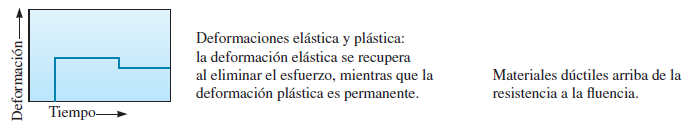 Deformación
Tiempo
Deformaciones elástica y plástica:
la deformación elástica se recupera
al eliminar el esfuerzo, mientras que la
deformación plástica es permanente.
Materiales dúctiles arriba de la
resistencia a la fluencia.